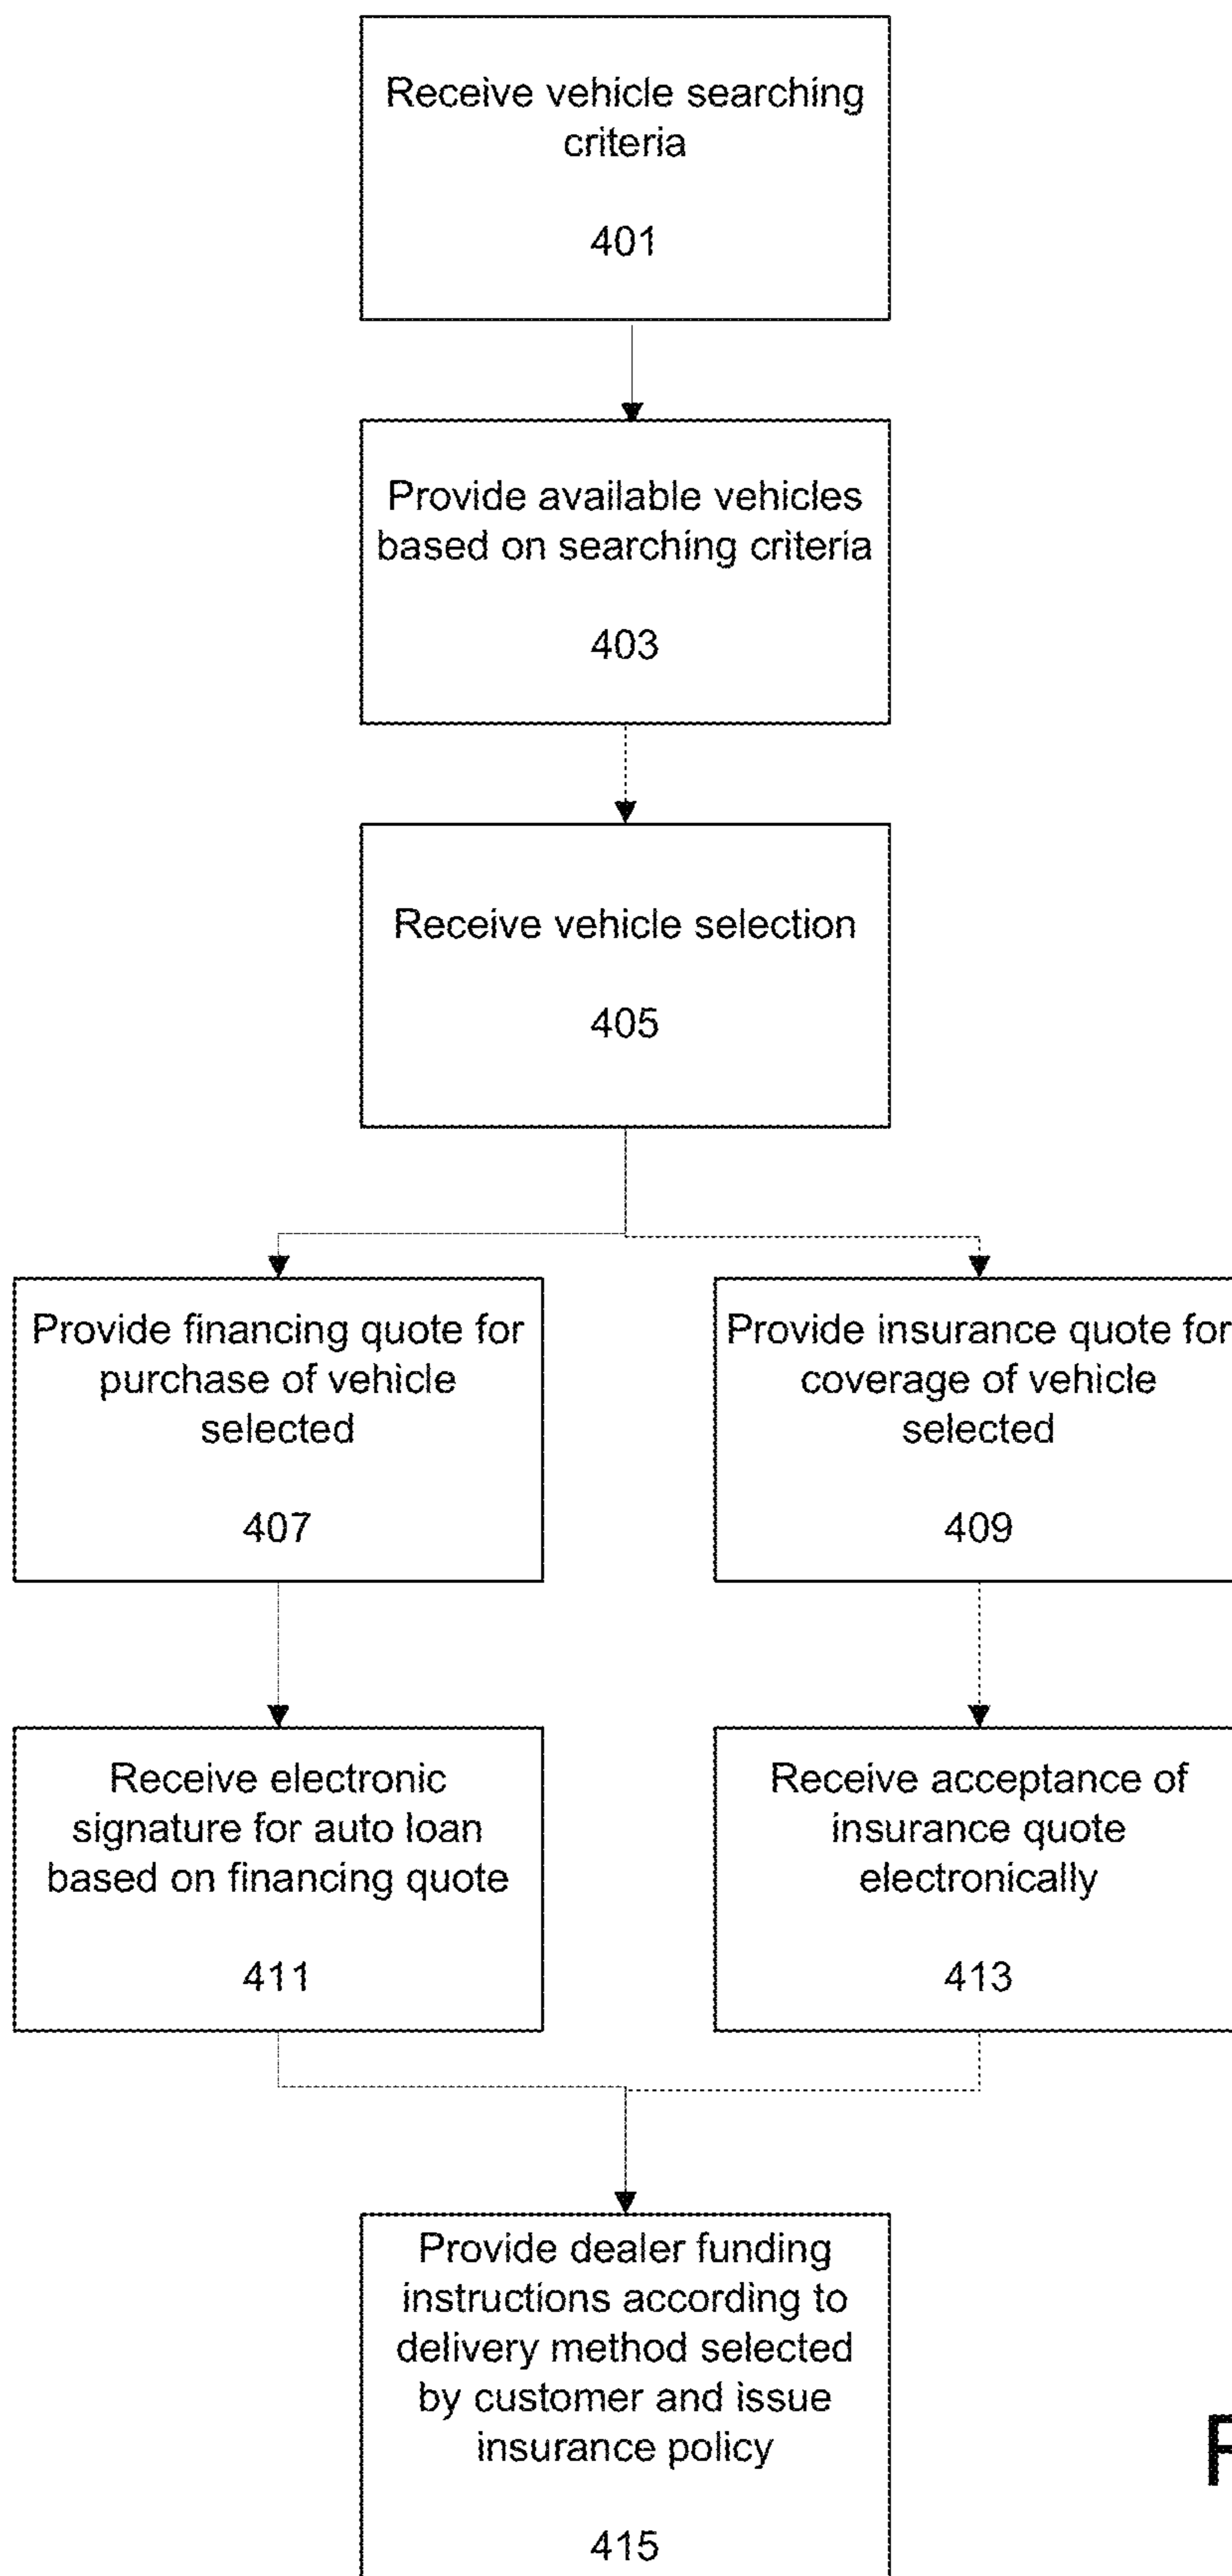 Receive vehicle searching
criteria
401
Provide available vehicles
based on searching criteria
403
Receive vehicle selection
405
Provide financing quote for
purchase of vehicle
selected
407
Provide insurance quote for
coverage of vehicle
selected
409
Receive electronic
signature for auto loan
based on financing quote
411
Receive acceptance of
insurance quote
electronically
413
Provide dealer funding
instructions according to
delivery method selected
by customer and issue
insurance policy
415